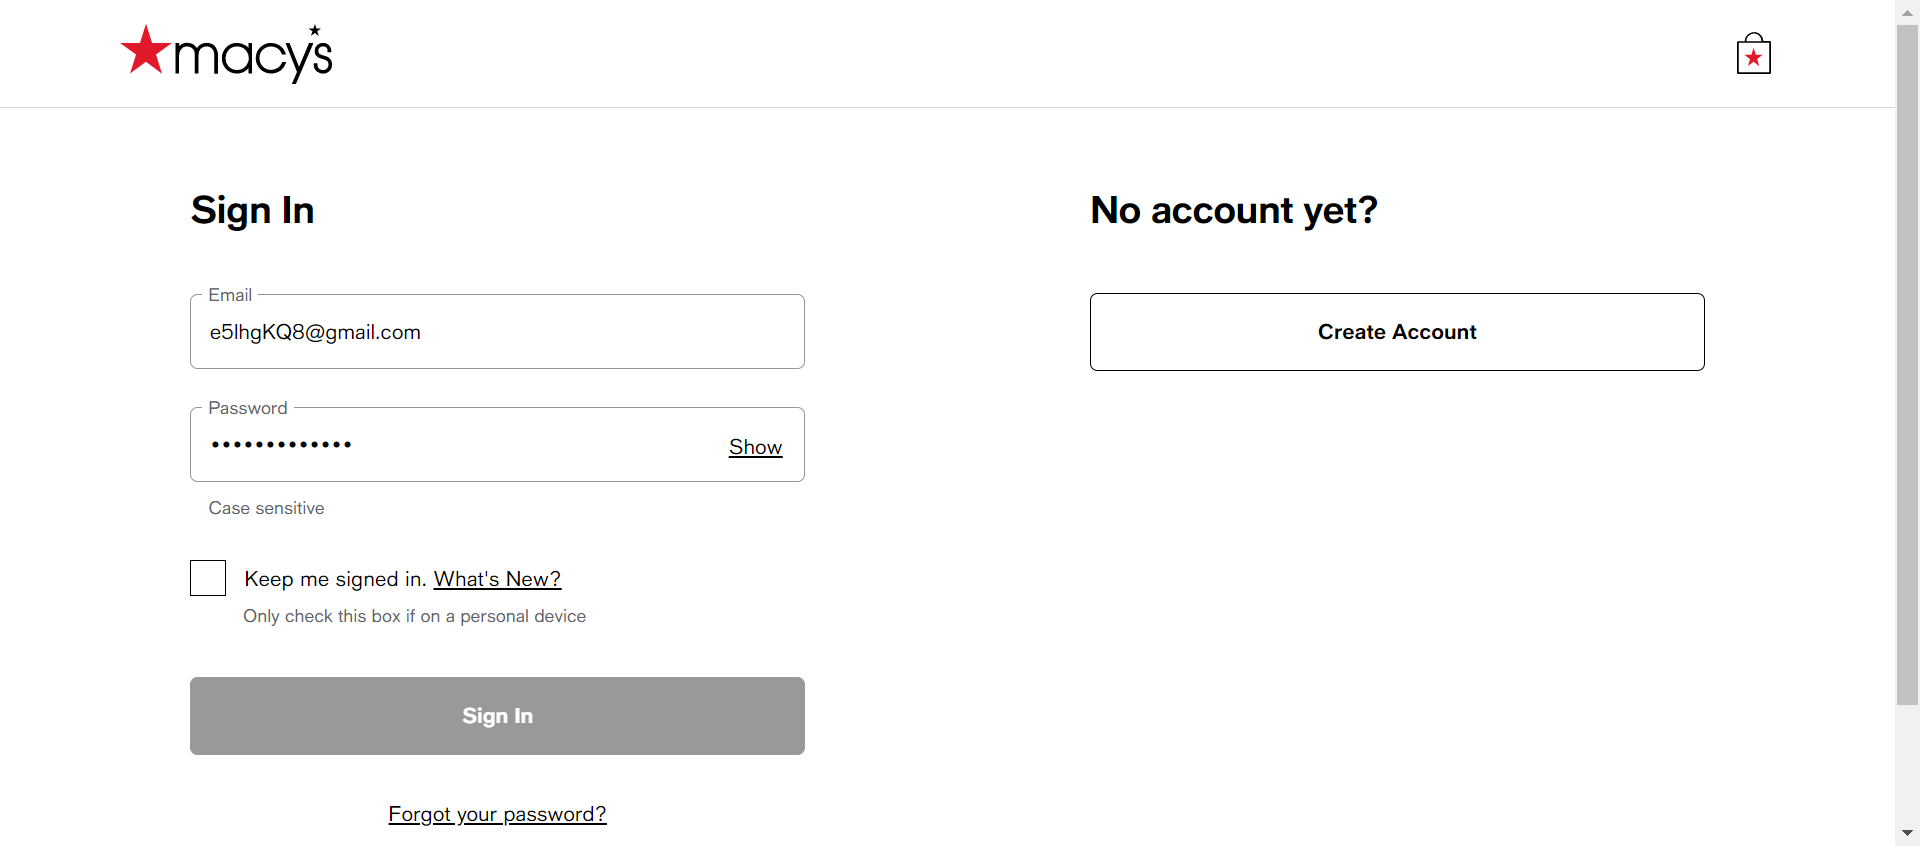 macy's
Sign In
Email
e5lhgKQ8@gmail.com
Password
•••••••••••••
Show
Case sensitive
Keep me signed in. What's New?
Only check this box if on a personal device
Sign In
Forgot your password?
No account yet?
Create Account